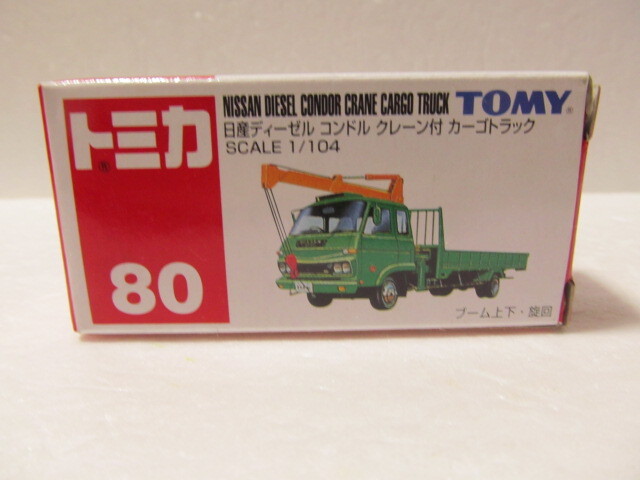 トミカ®
80
NISSAN DIESEL CONDOR CRANE CARGO TRUCK TOMY®
日産ディーゼル コンドル クレーン付 カーゴトラック
SCALE 1/104
ブーム上下・旋回